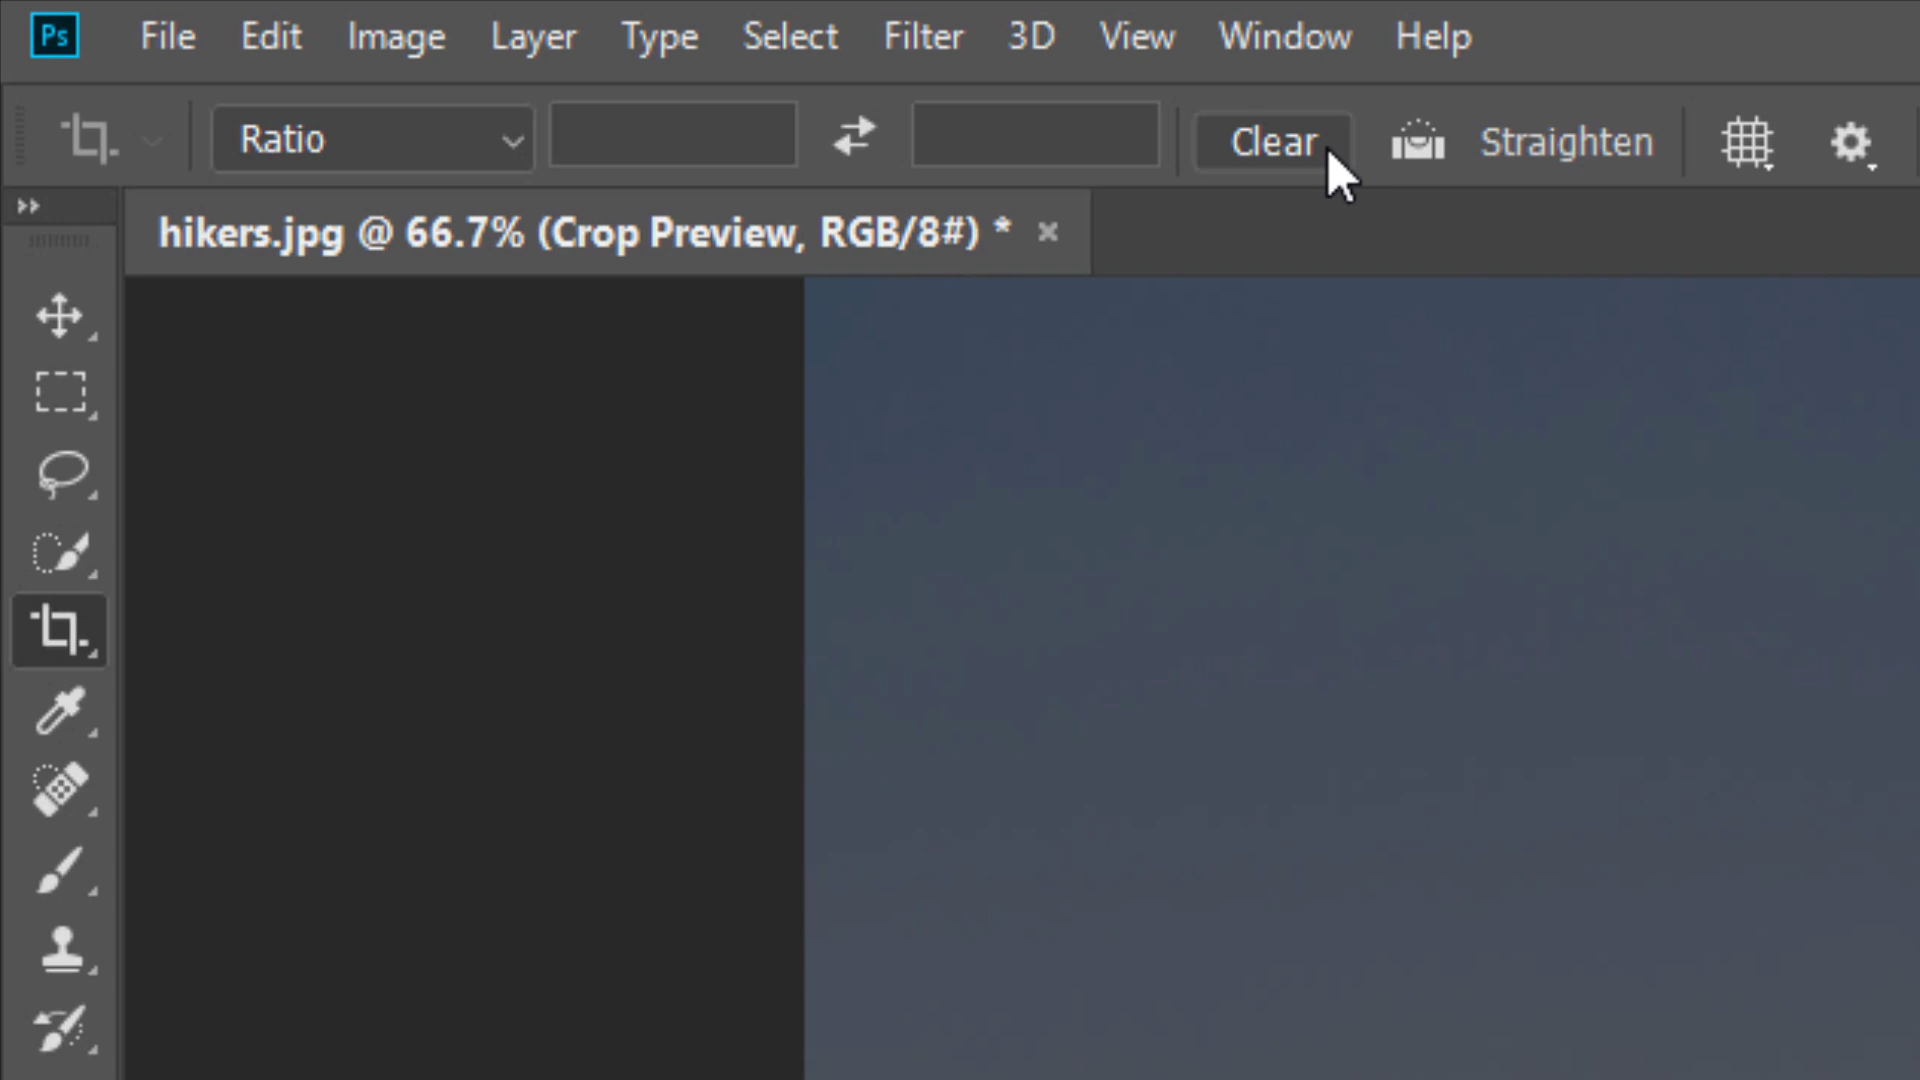 Ps File Edit Image Layer Type Select Filter 3D View Window Help
Ratio Clear Straighten
hikers.jpg @ 66.7% (Crop Preview, RGB/8#) *